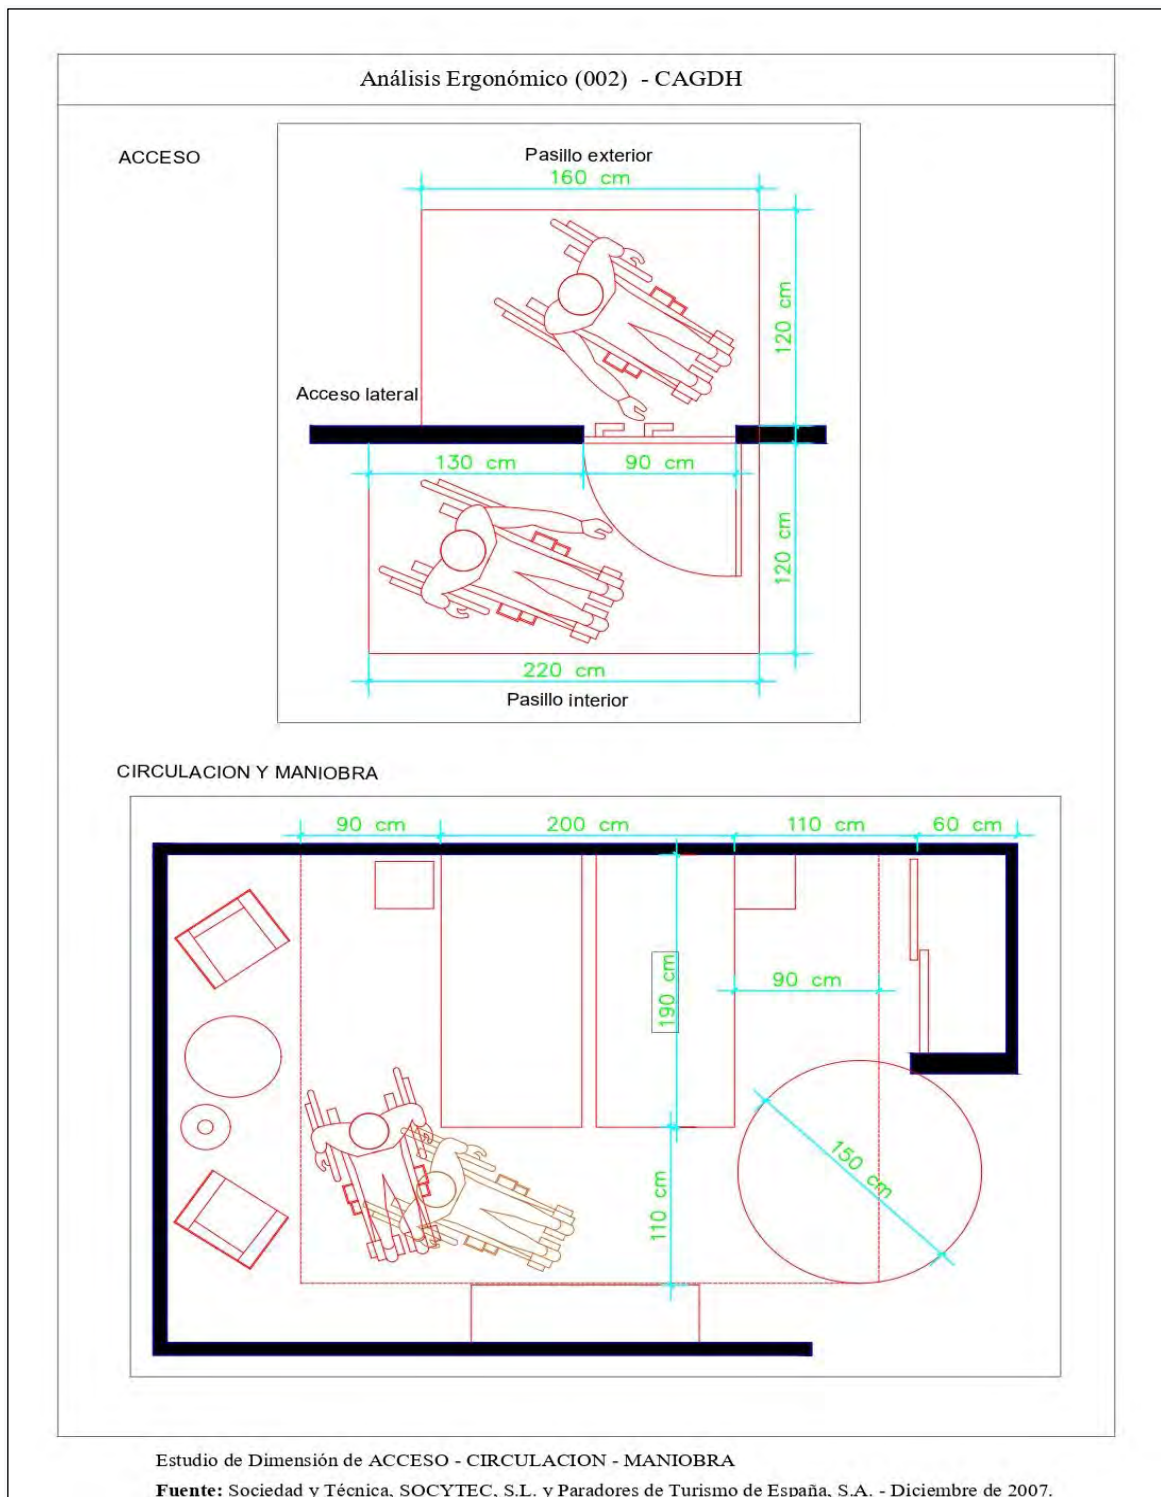 Análisis Ergonómico (002) - CAGDH
ACCESO
Pasillo exterior
160 cm
120 cm
Acceso lateral
130 cm
90 cm
120 cm
220 cm
Pasillo interior
CIRCULACION Y MANIOBRA
90 cm
200 cm
110 cm
60 cm
190 cm
90 cm
150 cm
110 cm
Estudio de Dimensión de ACCESO - CIRCULACION - MANIOBRA
Fuente: Sociedad y Técnica, SOCYTEC, S.L. y Paradores de Turismo de España, S.A. - Diciembre de 2007.